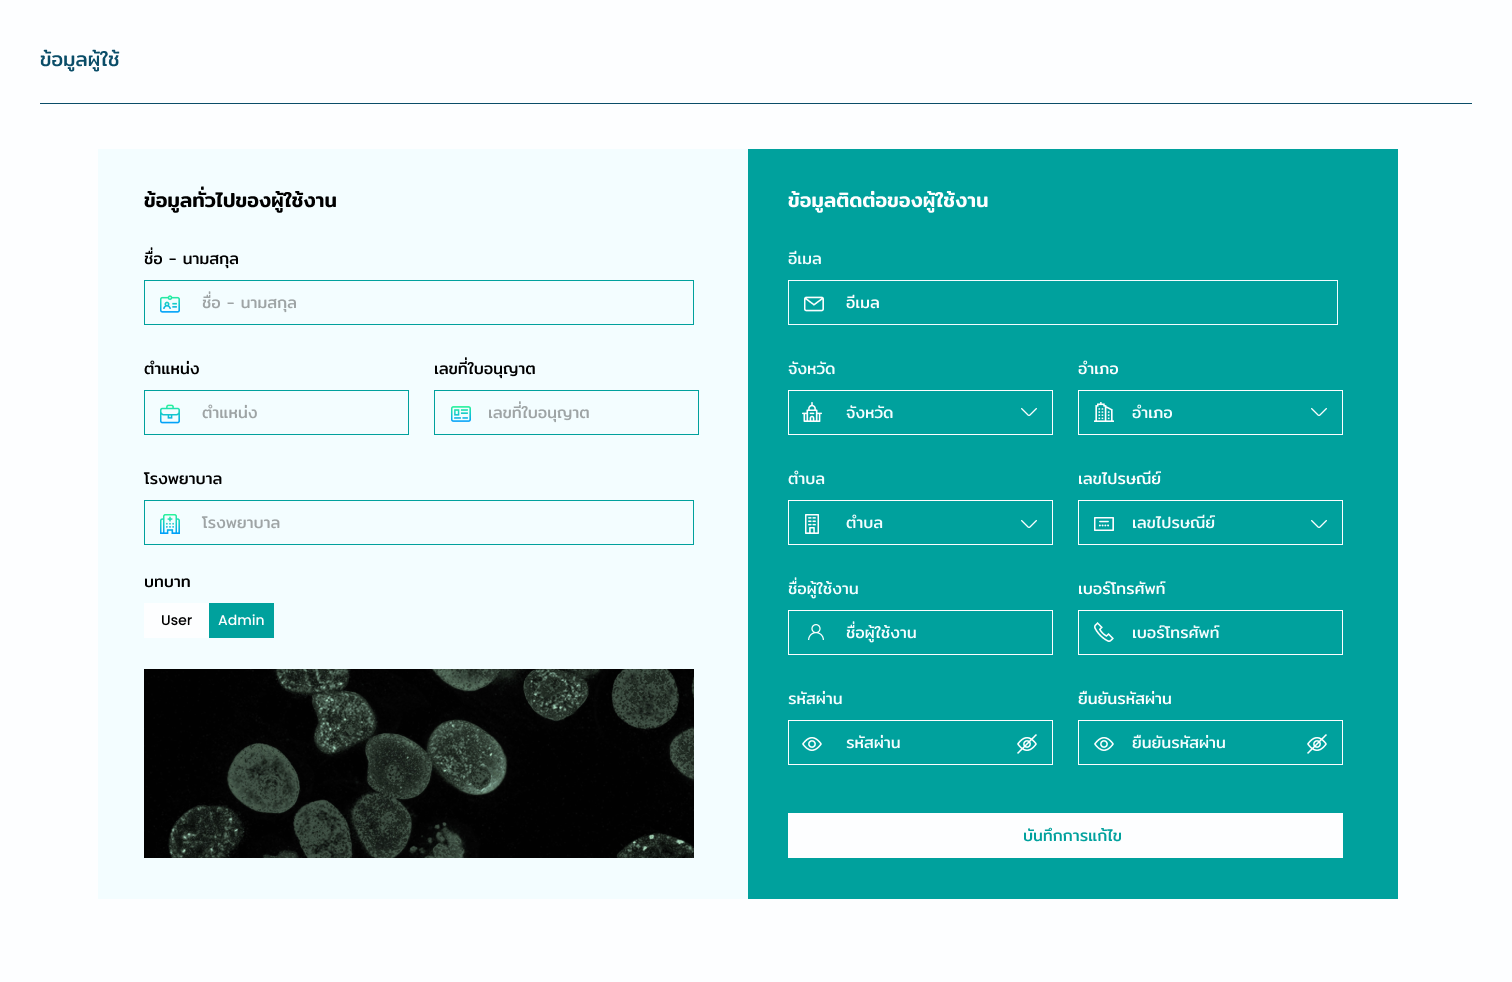 ข้อมูลผู้ใช้
ข้อมูลทั่วไปของผู้ใช้งาน
ชื่อ - นามสกุล
ชื่อ - นามสกุล
ตำแหน่ง
เลขที่ใบอนุญาต
ตำแหน่ง
เลขที่ใบอนุญาต
โรงพยาบาล
โรงพยาบาล
บทบาท
User Admin
ข้อมูลติดต่อของผู้ใช้งาน
อีเมล
อีเมล
จังหวัด
อำเภอ
จังหวัด
อำเภอ
ตำบล
เลขไปรษณีย์
ตำบล
เลขไปรษณีย์
ชื่อผู้ใช้งาน
เบอร์โทรศัพท์
ชื่อผู้ใช้งาน
เบอร์โทรศัพท์
รหัสผ่าน
ยืนยันรหัสผ่าน
รหัสผ่าน
ยืนยันรหัสผ่าน
บันทึกการแก้ไข